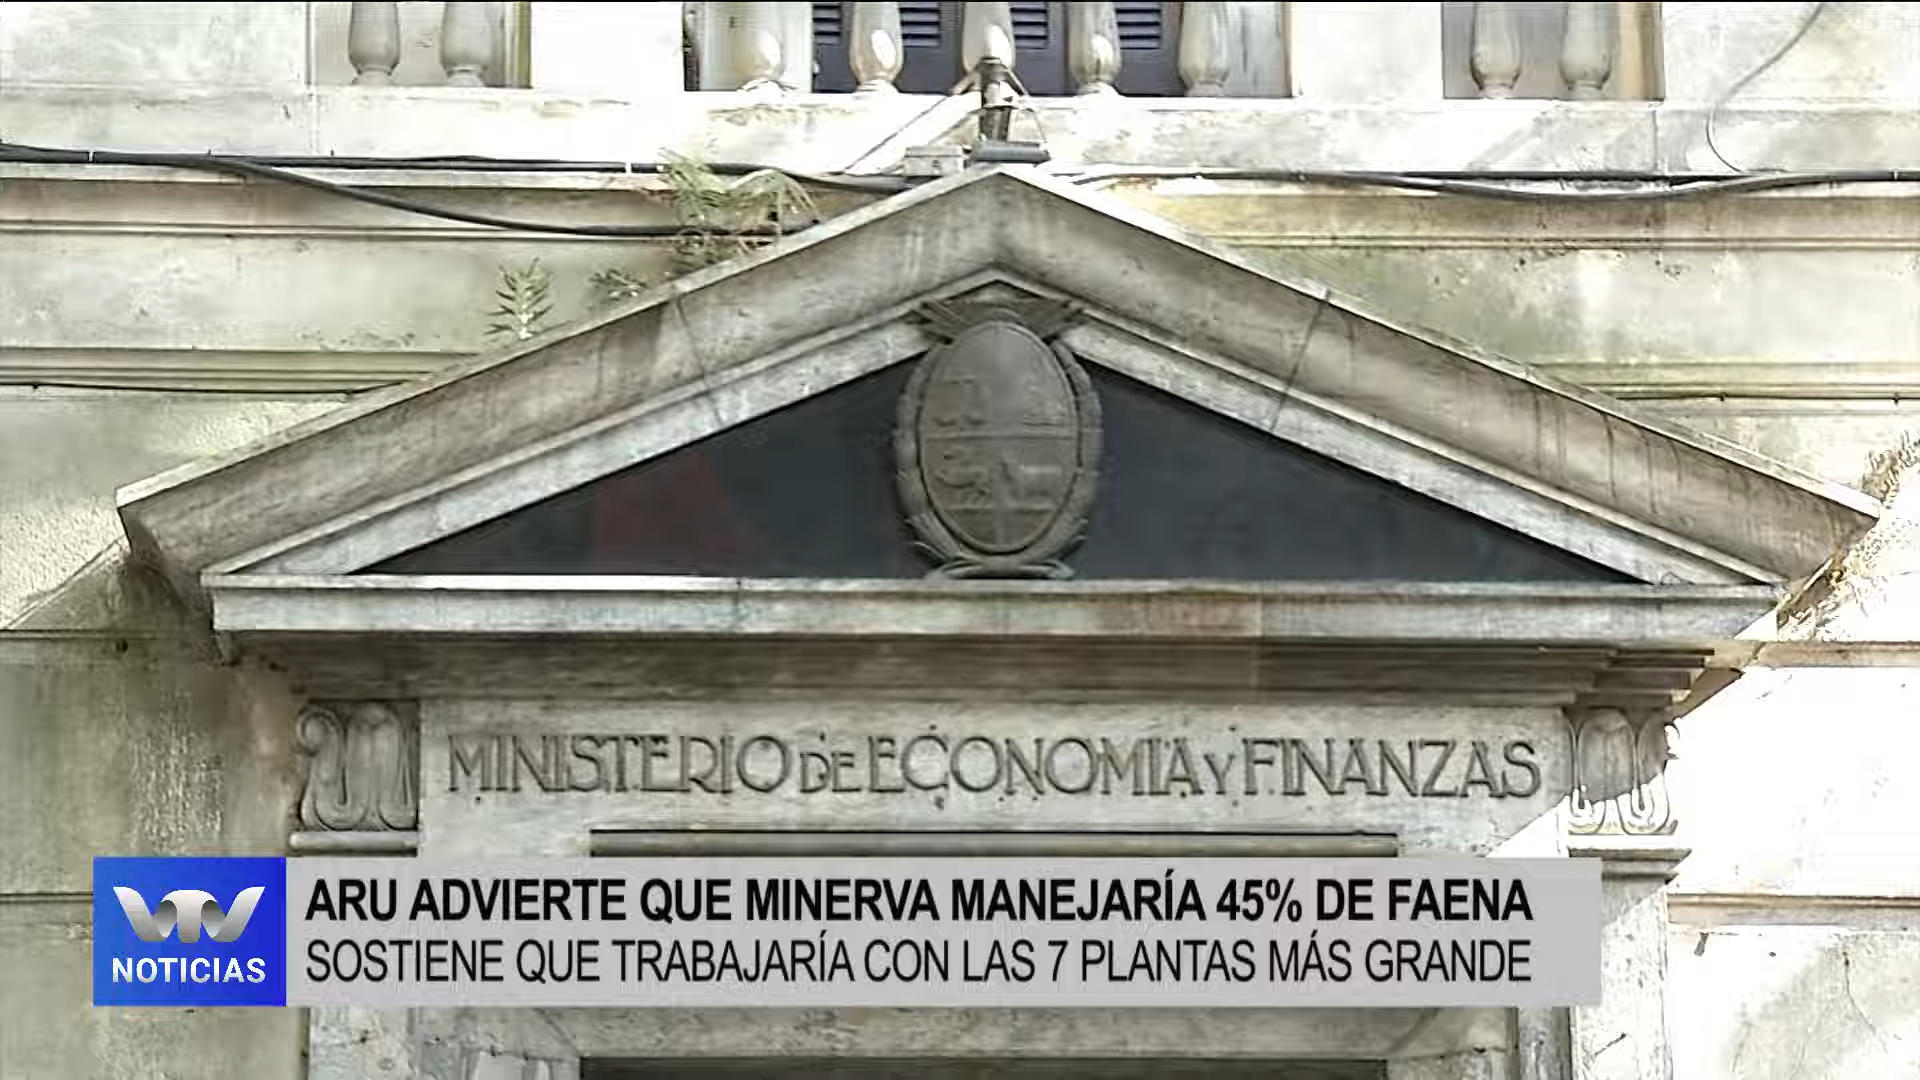 MINISTERIO DE ECONOMIA Y FINANZAS
VTV
NOTICIAS
ARU ADVIERTE QUE MINERVA MANEJARÍA 45% DE FAENA
SOSTIENE QUE TRABAJARÍA CON LAS 7 PLANTAS MÁS GRANDE